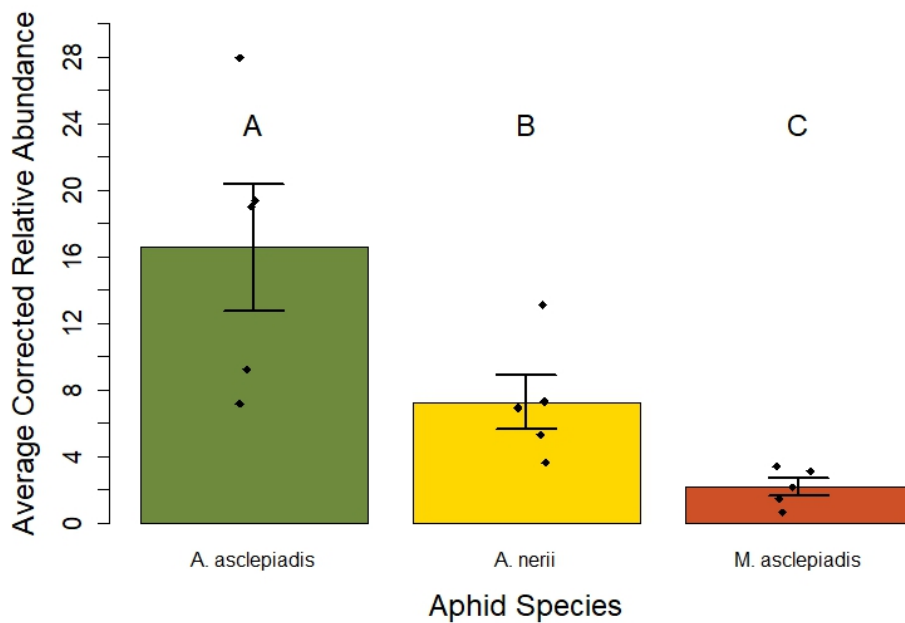 Average Corrected Relative Abundance
28
24
20
16
12
8
4
0
A
B
C
A. asclepiadis
A. nerii
M. asclepiadis
Aphid Species